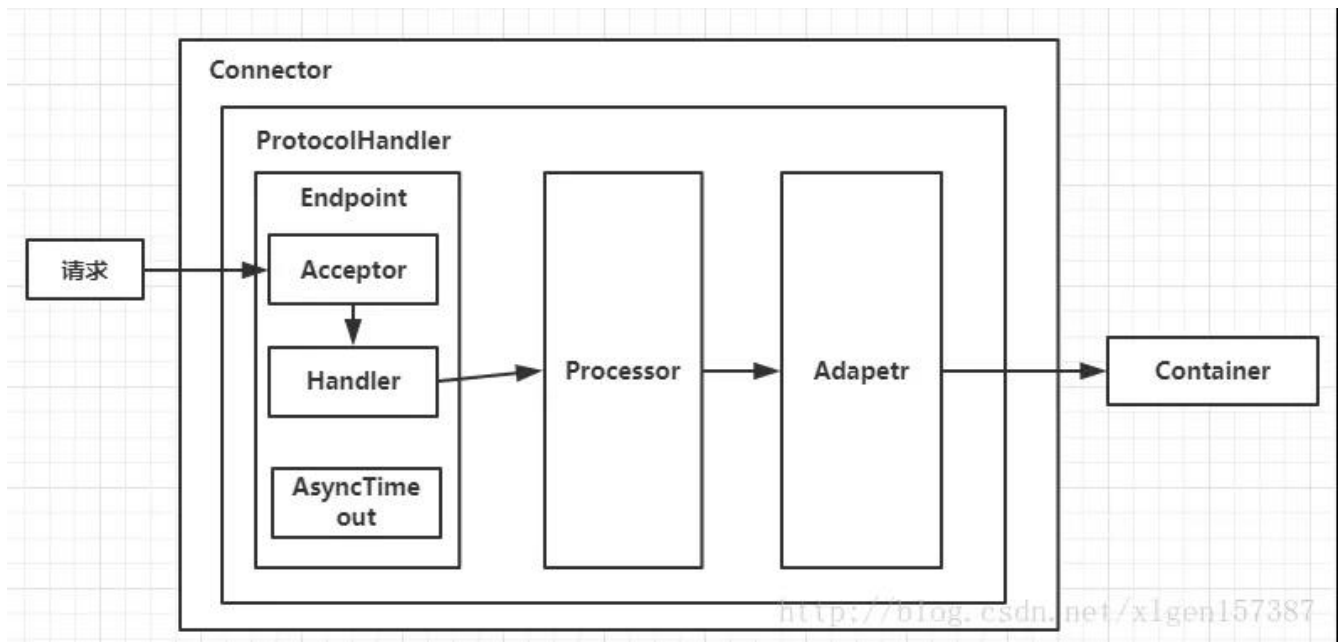 Connector
ProtocolHandler
Endpoint
请求
Acceptor
Handler
Processor
Adapetr
Container
AsyncTime
out
http://blog.csdn.net/xlgen157387